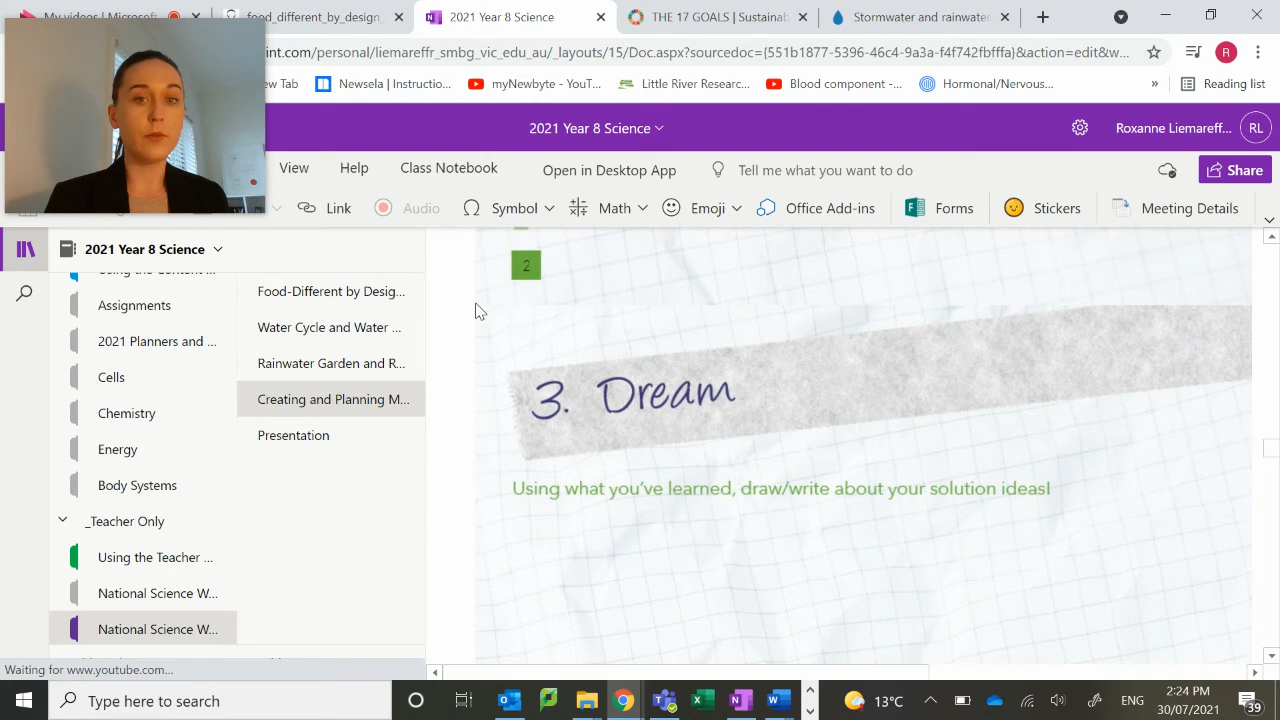 My videos | Microsoft
food_different_by_design
2021 Year 8 Science
THE 17 GOALS | Sustainab
Stormwater and rainwater
int.com/personal/liemareffr_smbg_vic_edu_au/_layouts/15/Doc.aspx?sourcedoc={551b1877-5396-46c4-9a3a-f4f742fbfffa}&action=edit&w...
R
New Tab
Newsela | Instructio...
myNewbyte - YouT...
Little River Researc...
Blood component -...
Hormonal/Nervous...
»
Reading list
2021 Year 8 Science
Roxanne Liemareff...
RL
View
Help
Class Notebook
Open in Desktop App
Tell me what you want to do
Share
Link
Audio
Symbol
Math
Emoji
Office Add-ins
Forms
Stickers
Meeting Details
2021 Year 8 Science
Using the Content ...
Assignments
2021 Planners and ...
Cells
Chemistry
Energy
Body Systems
_Teacher Only
Using the Teacher ...
National Science W...
National Science W...
Food-Different by Desig...
Water Cycle and Water ...
Rainwater Garden and R...
Creating and Planning M...
Presentation
2
3. Dream
Using what you've learned, draw/write about your solution ideas!
Waiting for www.youtube.com...
Type here to search
13°C
ENG
2:24 PM
30/07/2021
39